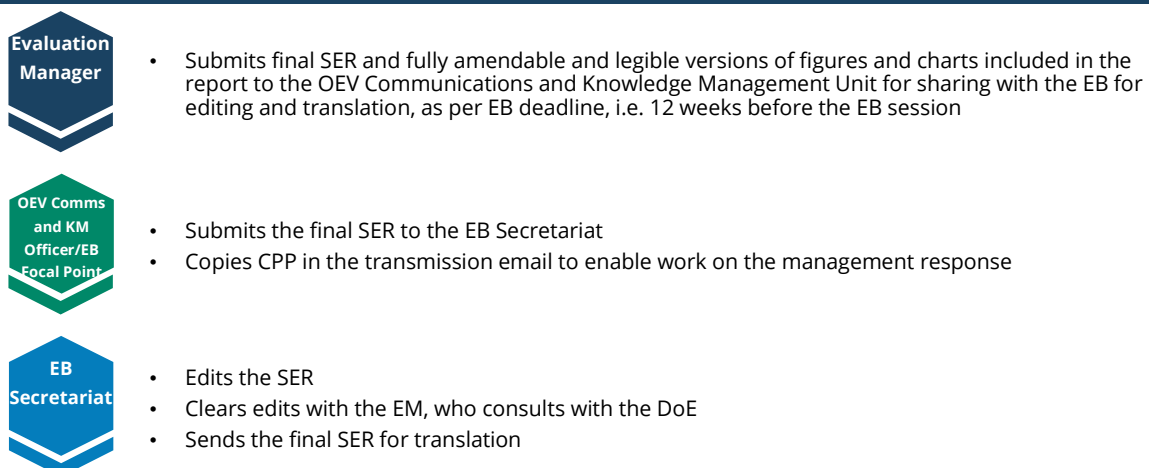 Evaluation
Manager
• Submits final SER and fully amendable and legible versions of figures and charts included in the
report to the OEV Communications and Knowledge Management Unit for sharing with the EB for
editing and translation, as per EB deadline, i.e. 12 weeks before the EB session
OEV Comms
and KM
Officer/EB
Focal Point
• Submits the final SER to the EB Secretariat
• Copies CPP in the transmission email to enable work on the management response
EB
Secretariat
• Edits the SER
• Clears edits with the EM, who consults with the DoE
• Sends the final SER for translation